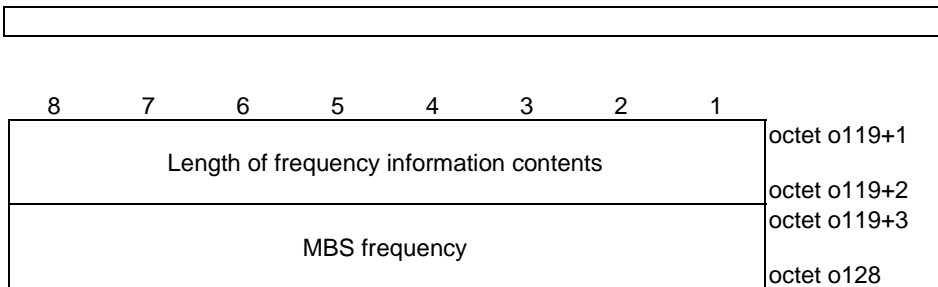 8 7 6 5 4 3 2 1
octet o119+1
Length of frequency information contents
octet o119+2
octet o119+3
MBS frequency
octet o128